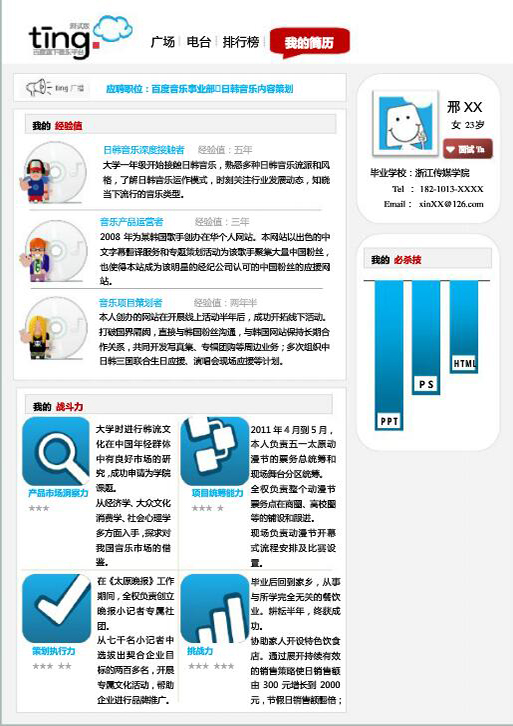 测试版
ting.
百度旗下音乐平台
广场 电台 排行榜 我的简历
ting 广播
应聘职位：百度音乐事业部 日韩音乐内容策划
我的 经验值
日韩音乐深度接触者 经验值：五年
大学一年级开始接触日韩音乐，熟悉多种日韩音乐流派和风
格，了解日韩音乐运作模式，时刻关注行业发展动态，知晓
当下流行的音乐类型。
音乐产品运营者 经验值：三年
2008 年为某韩国歌手创办在华个人网站。本网站以出色的中
文字幕翻译服务和专题策划活动为该歌手聚集大量中国粉丝，
也使得本站成为该明星的经纪公司认可的中国粉丝的应援网
站。
音乐项目策划者 经验值：两年半
本人创办的网站在开展线上活动半年后，成功开拓线下活动。
打破国界屏阂，直接与韩国粉丝沟通，与韩国网站保持长期合
作关系，共同开发写真集、专辑团购等周边业务；多次组织中
日韩三国联合生日应援、演唱会现场应援等计划。
我的 战斗力
产品市场洞察力
★★★
大学时进行韩流文
化在中国年轻群体
中有良好市场的研
究，成功申请为学院
课题。
从经济学、大众文化
消费学、社会心理学
多方面入手，探求对
我国音乐市场的借
鉴。
项目统筹能力
★★★ ★
2011 年 4 月到 5 月，
本人负责五一太原动
漫节的票务总统筹和
现场舞台分区统筹。
全权负责整个动漫节
票务点在商圈、高校圈
等的铺设和跟进。
现场负责动漫节开幕
式流程安排及比赛设
置。
策划执行力
★★★ ★★
在《太原晚报》工作
期间，全权负责创立
晚报小记者专属社
团。
从七千名小记者中
选拔出契合企业目
标的两百多名，开展
专属文化活动，帮助
企业进行品牌推广。
挑战力
★★★ ★★★
毕业后回到家乡，从事
与所学完全无关的餐饮
业。耕耘半年，终获成
功。
协助家人开设特色饮食
店。通过展开持续有效
的销售策略使日销售额
由 300 元增长到 2000
元，节假日销售额翻倍；
邢 XX
女 23岁
面试 Ta
毕业学校：浙江传媒学院
Tel ： 182-1013-XXXX
Email： xinXX@126.com
我的 必杀技
PPT
PS
HTML